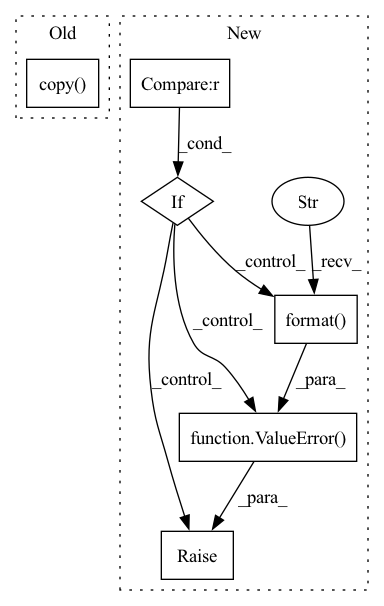 Old
New
copy()
Compare:r
_cond_
If
Str
_control_
_recv_
_control_
format()
_control_
_para_
function.ValueError()
_para_
Raise